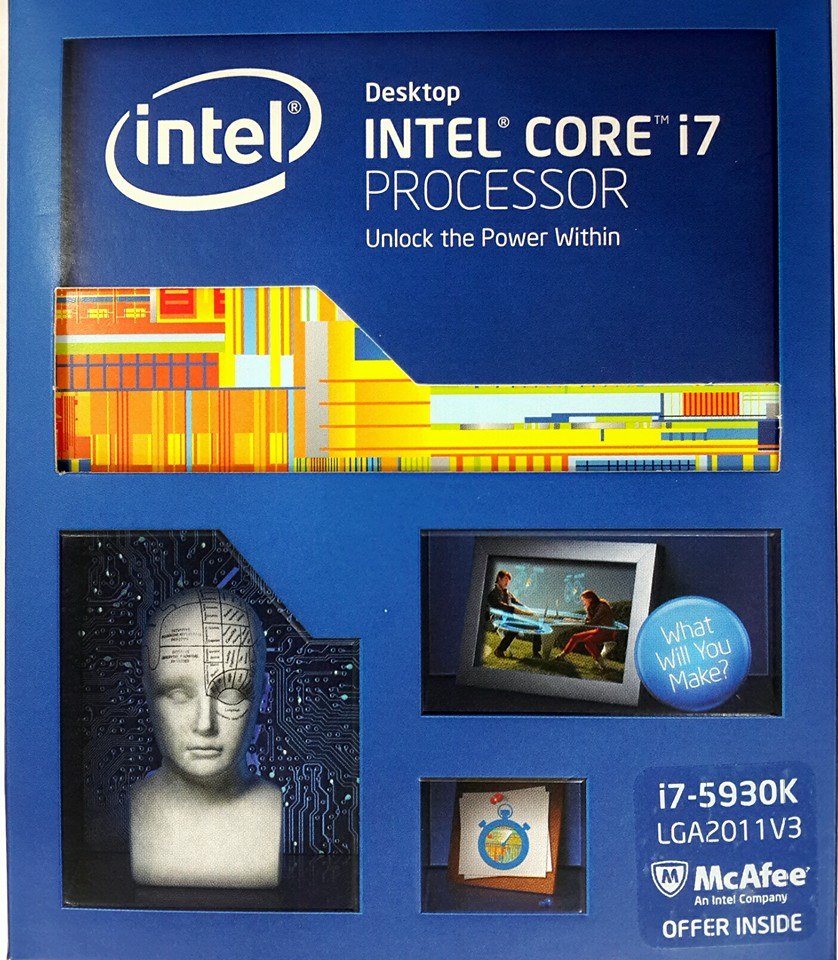 intel®
Desktop
INTEL® CORE™ i7
PROCESSOR
Unlock the Power Within
What
Will You
Make?
i7-5930K
LGA2011V3
McAfee
An Intel Company
OFFER INSIDE